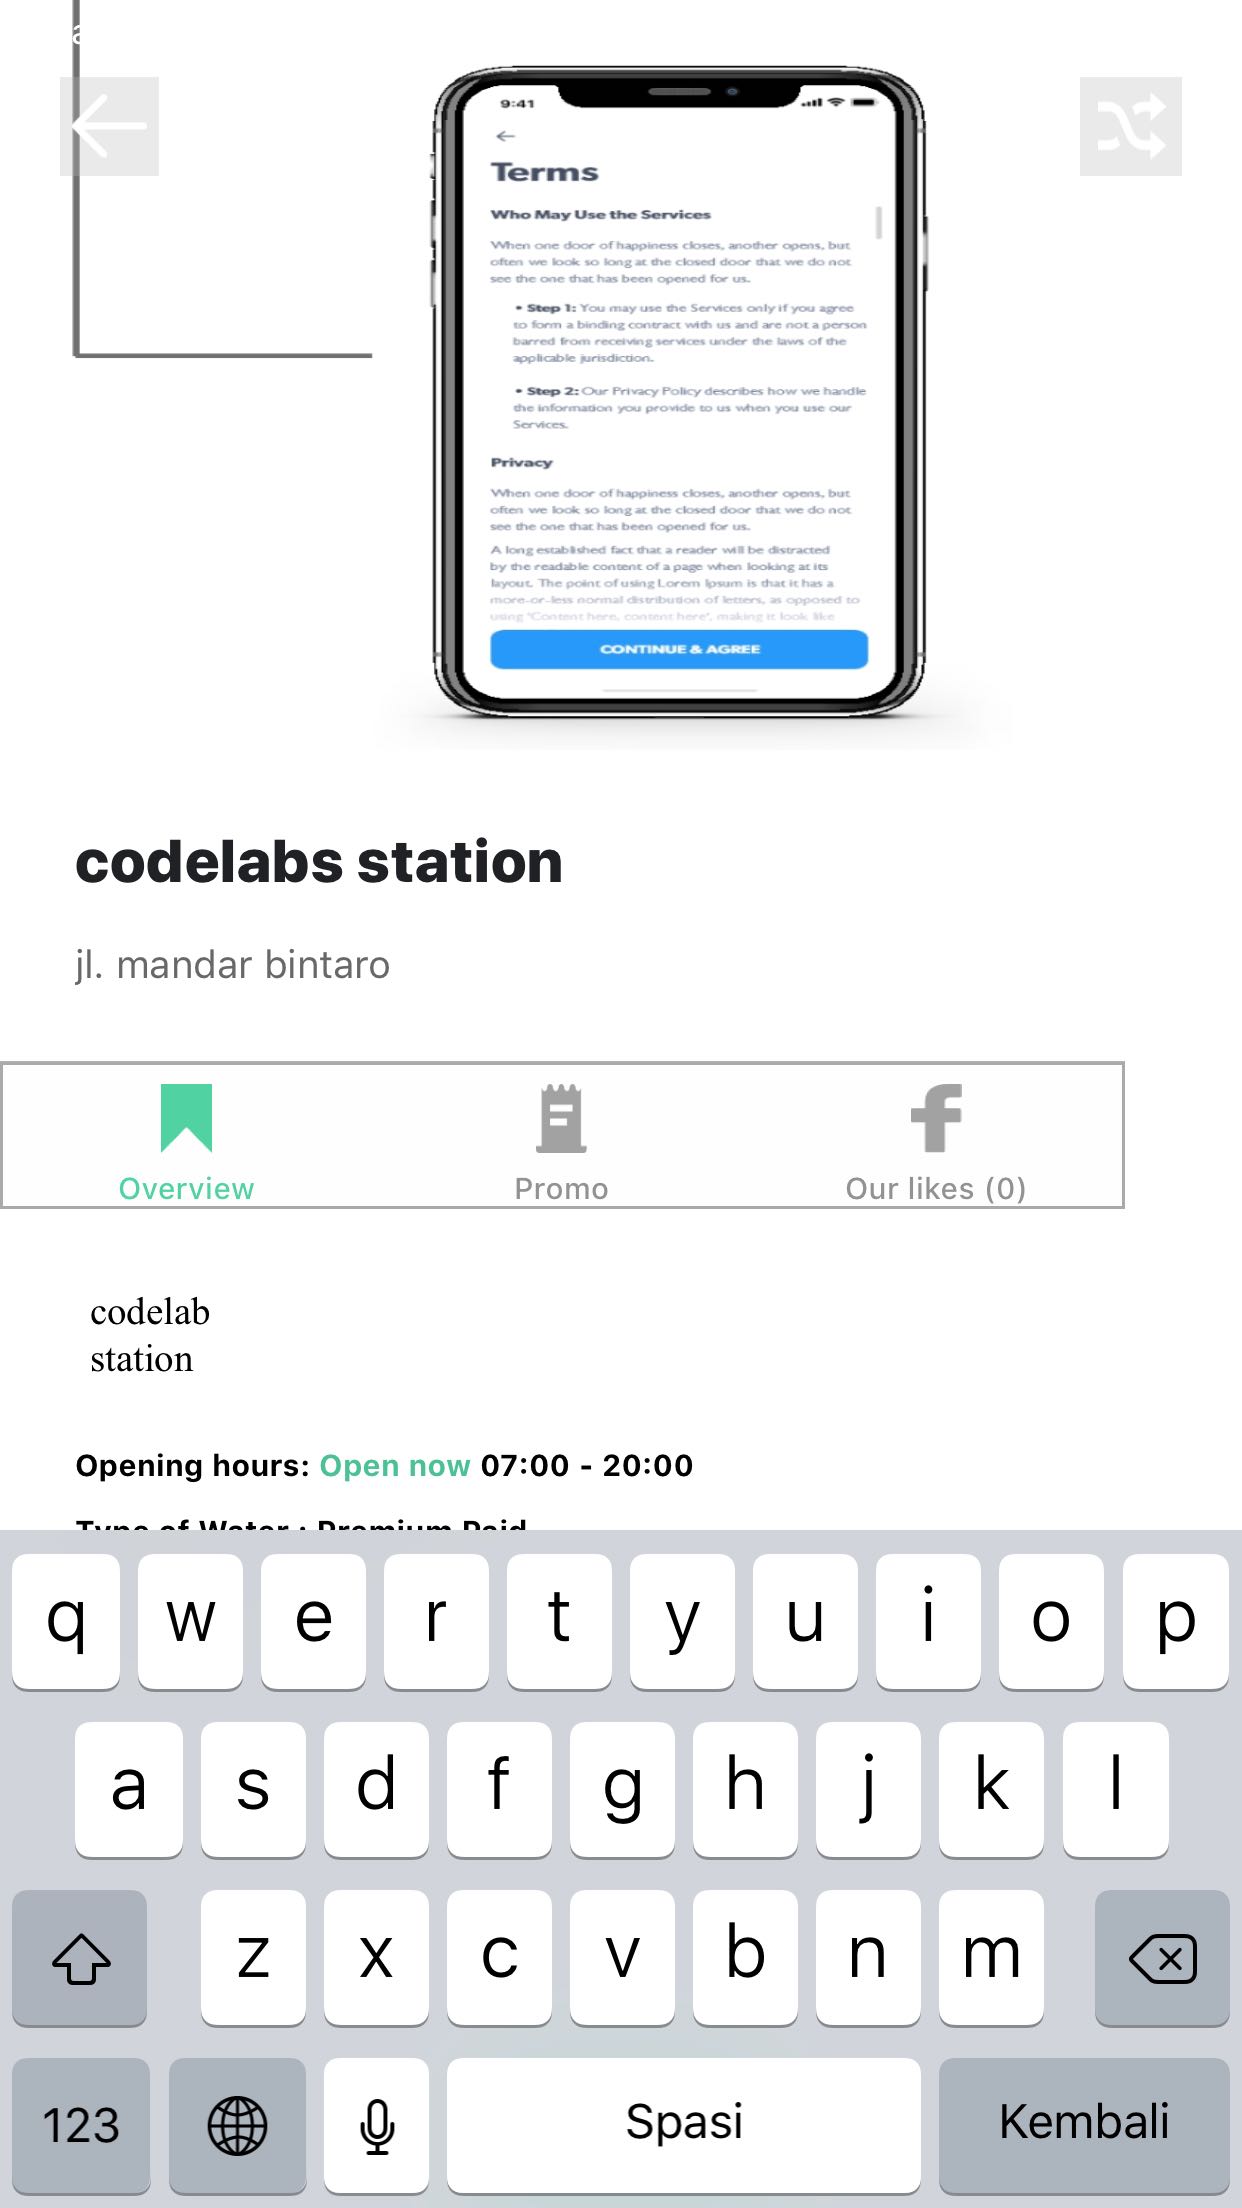 a
9:41
Terms
Who May Use the Services
When one door of happiness closes, another opens, but
often we look so long at the closed door that we do not
see the one that has been opened for us.
• Step 1: You may use the Services only if you agree
to form a binding contract with us and are not a person
barred from receiving services under the laws of the
applicable jurisdiction.
• Step 2: Our Privacy Policy describes how we handle
the information you provide to us when you use our
Services.
Privacy
When one door of happiness closes, another opens, but
often we look so long at the closed door that we do not
see the one that has been opened for us.
A long established fact that a reader will be distracted
by the readable content of a page when looking at its
layout. The point of using Lorem Ipsum is that it has a
more-or-less normal distribution of letters, as opposed to
using 'Content here, content here', making it look like
CONTINUE & AGREE
codelabs station
jl. mandar bintaro
Overview Promo Our likes (0)
codelab
station
Opening hours: Open now 07:00 - 20:00
Type of Water : Premium Paid
q w e r t y u i o p
a s d f g h j k l
z x c v b n m
123 Spasi Kembali